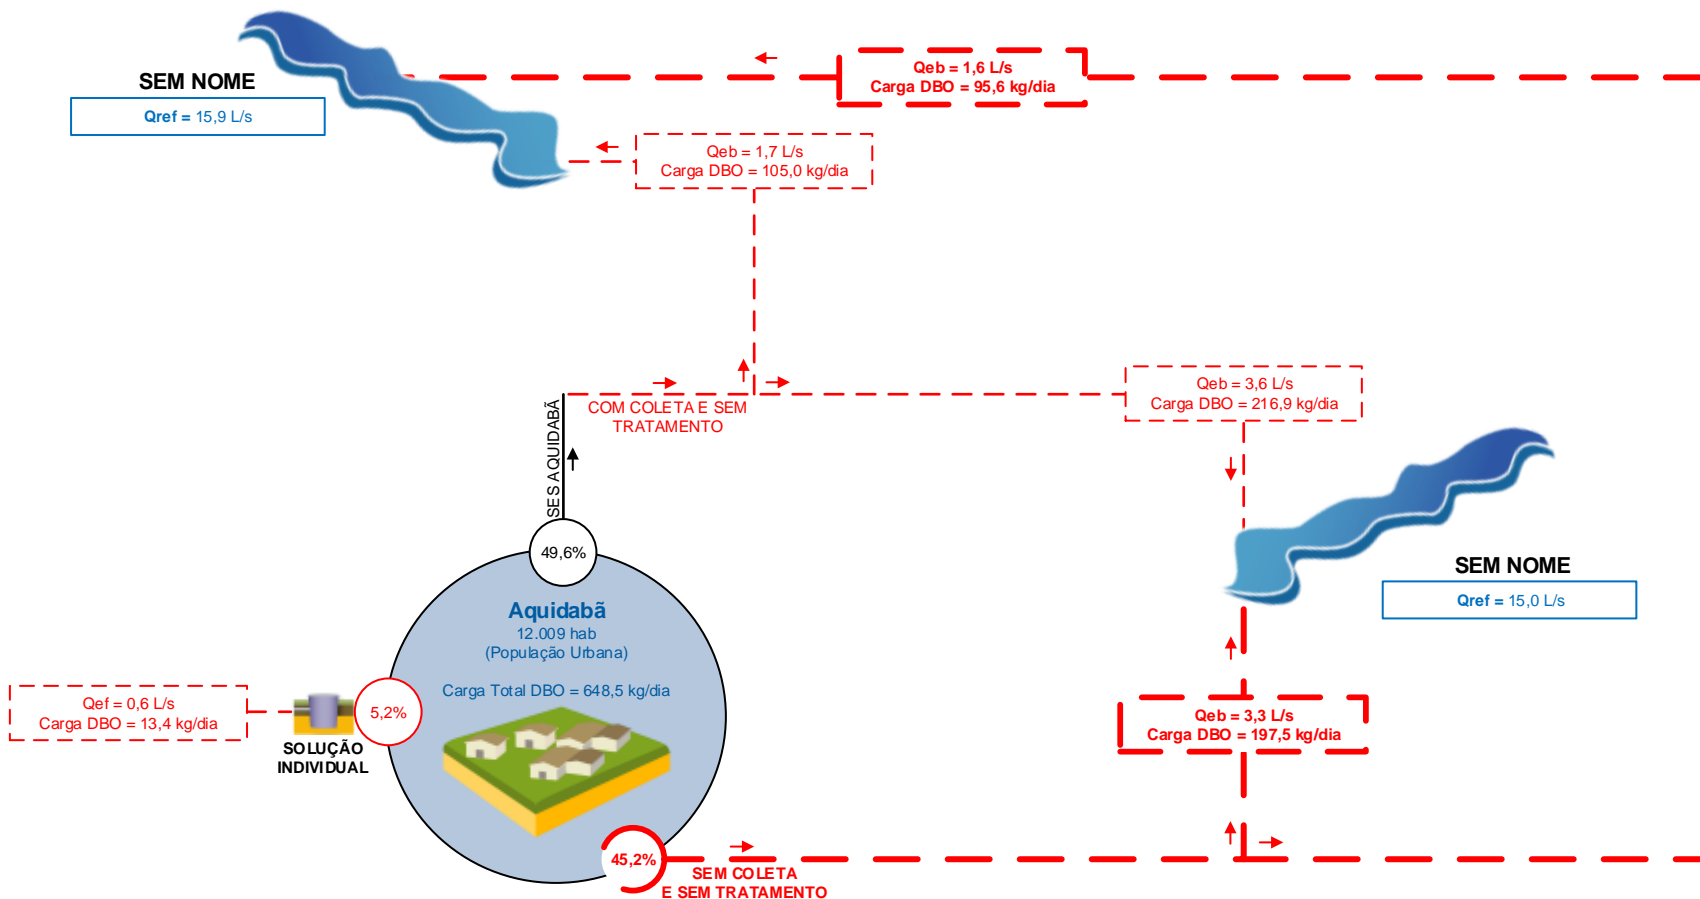 SEM NOME
Qref = 15,9 L/s
Qeb = 1,6 L/s
Carga DBO = 95,6 kg/dia
Qeb = 1,7 L/s
Carga DBO = 105,0 kg/dia
COM COLETA E SEM
TRATAMENTO
SES AQUIDABÃ
Qeb = 3,6 L/s
Carga DBO = 216,9 kg/dia
SEM NOME
Qref = 15,0 L/s
49,6%
Aquidabã
12.009 hab
(População Urbana)
Carga Total DBO = 648,5 kg/dia
5,2%
Qef = 0,6 L/s
Carga DBO = 13,4 kg/dia
SOLUÇÃO
INDIVIDUAL
Qeb = 3,3 L/s
Carga DBO = 197,5 kg/dia
45,2%
SEM COLETA
E SEM TRATAMENTO